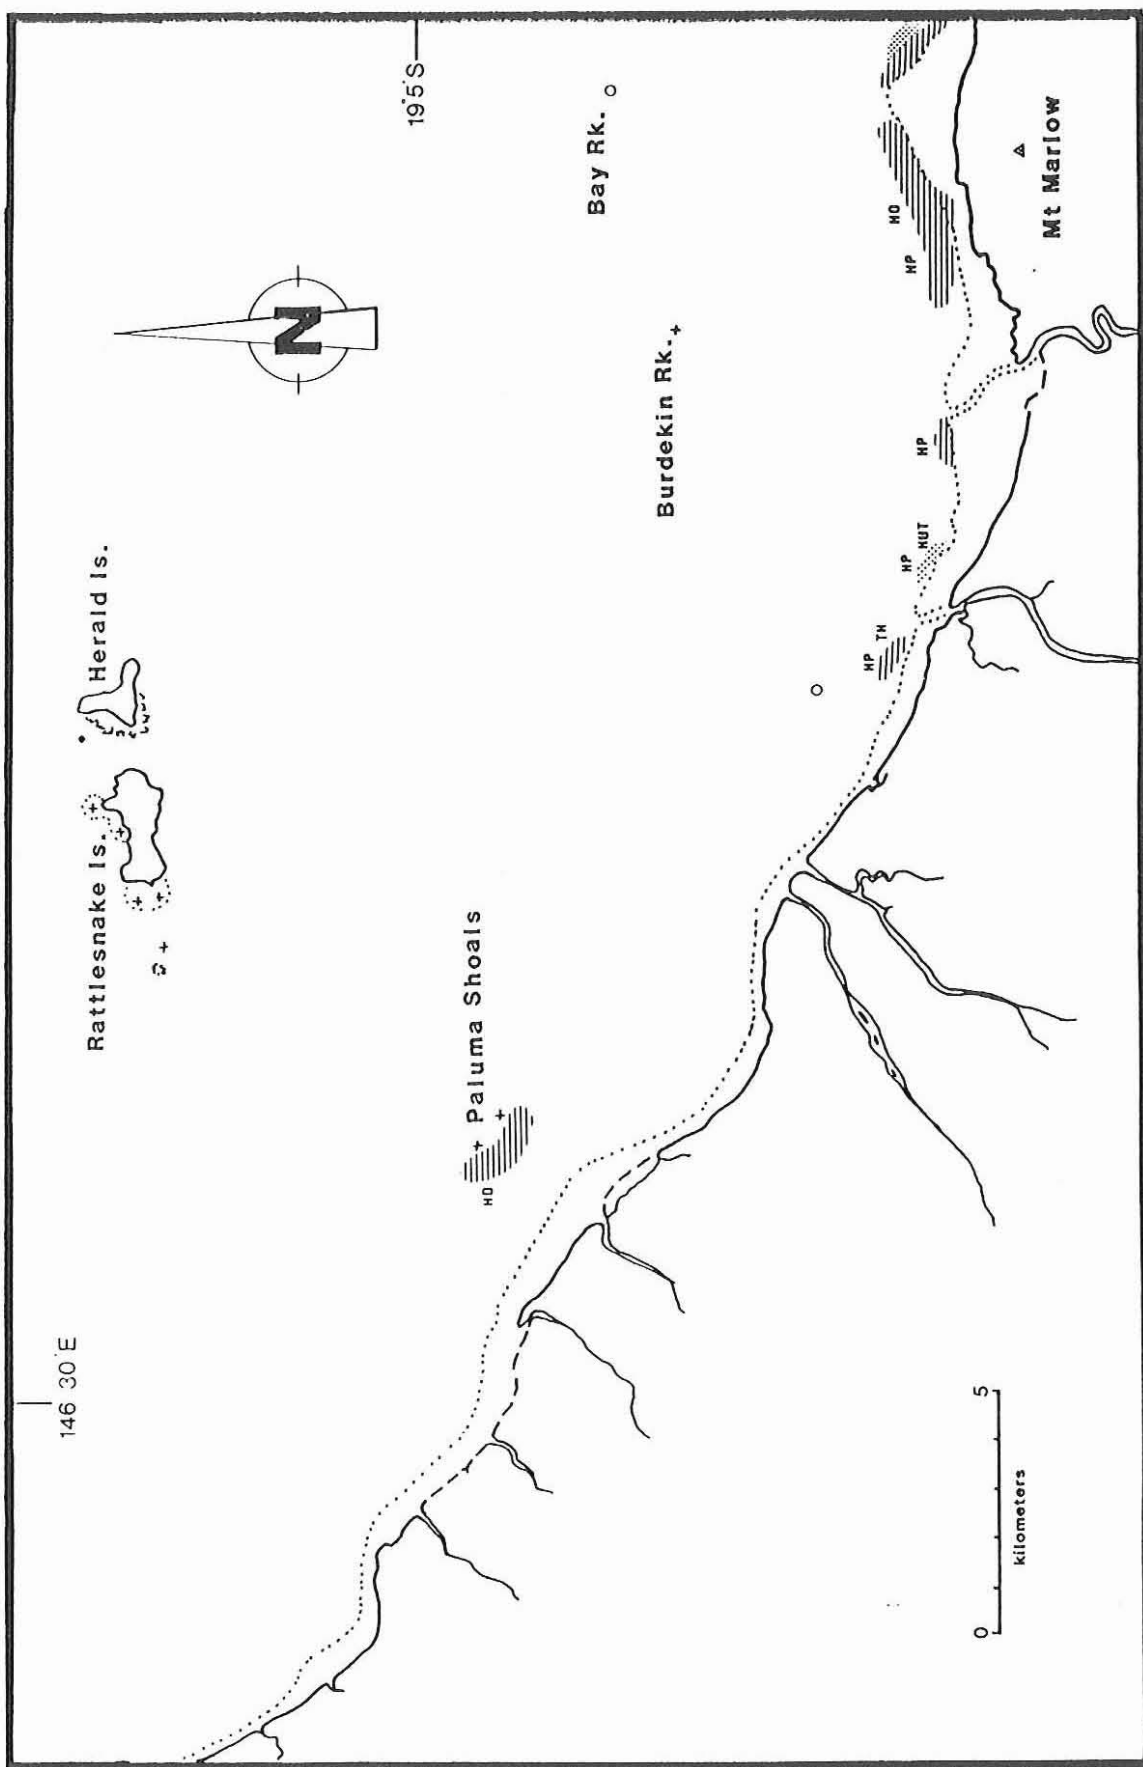 146 30'E
Rattlesnake Is.
Herald Is.
N
19°5'S
Bay Rk.
Burdekin Rk.
Paluma Shoals
HO
HP TH
HP HUT
HP
HP
HO
Mt Marlow
0
5
kilometers